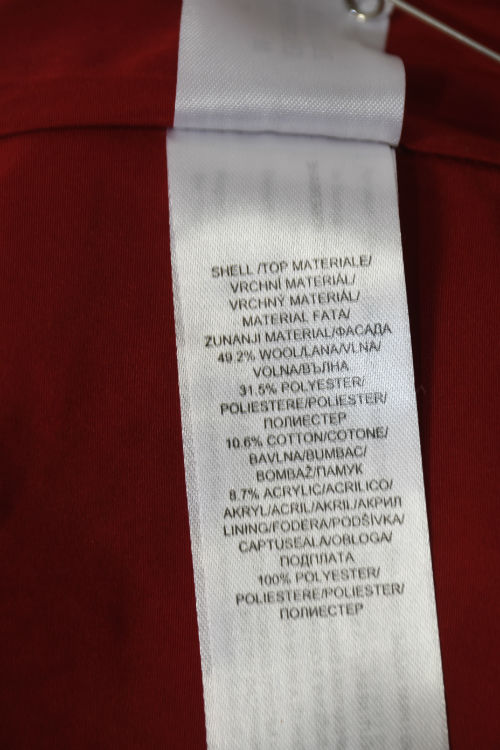 SHELL /TOP MATERIALE/
VRCHNÍ MATERIÁL/
VRCHNÝ MATERIÁL/
MATERIAL FATA/
ZUNANJI MATERIAL/ФАСАДА
49.2% WOOL/LANA/VLNA/
VOLNA/ВЪЛНА
31.5% POLYESTER/
POLIESTERE/POLIESTER/
ПОЛИЕСТЕР
10.6% COTTON/COTONE/
BAVLNA/BUMBAC/
BOMBAŽ/ПАМУК
8.7% ACRYLIC/ACRILICO/
AKRYL/ACRIL/AKRIL/АКРИЛ
LINING/FODERA/PODŠÍVKA/
CAPTUSEALA/OBLOGA/
ПОДПЛАТА
100% POLYESTER/
POLIESTERE/POLIESTER/
ПОЛИЕСТЕР